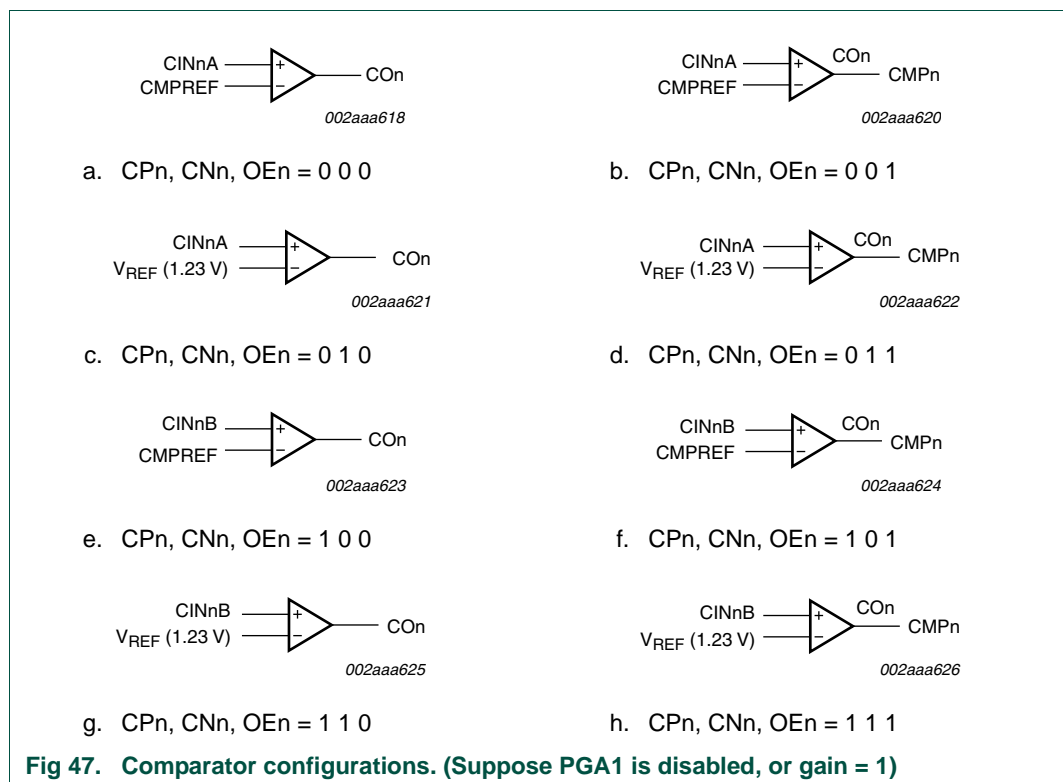 CINnA
CMPREF
+
−
COn
002aaa618
a. CPn, CNn, OEn = 0 0 0
CINnA
CMPREF
+
−
COn
CMPn
002aaa620
b. CPn, CNn, OEn = 0 0 1
CINnA
VREF (1.23 V)
+
−
COn
002aaa621
c. CPn, CNn, OEn = 0 1 0
CINnA
VREF (1.23 V)
+
−
COn
CMPn
002aaa622
d. CPn, CNn, OEn = 0 1 1
CINnB
CMPREF
+
−
COn
002aaa623
e. CPn, CNn, OEn = 1 0 0
CINnB
CMPREF
+
−
COn
CMPn
002aaa624
f. CPn, CNn, OEn = 1 0 1
CINnB
VREF (1.23 V)
+
−
COn
002aaa625
g. CPn, CNn, OEn = 1 1 0
CINnB
VREF (1.23 V)
+
−
COn
CMPn
002aaa626
h. CPn, CNn, OEn = 1 1 1
Fig 47. Comparator configurations. (Suppose PGA1 is disabled, or gain = 1)